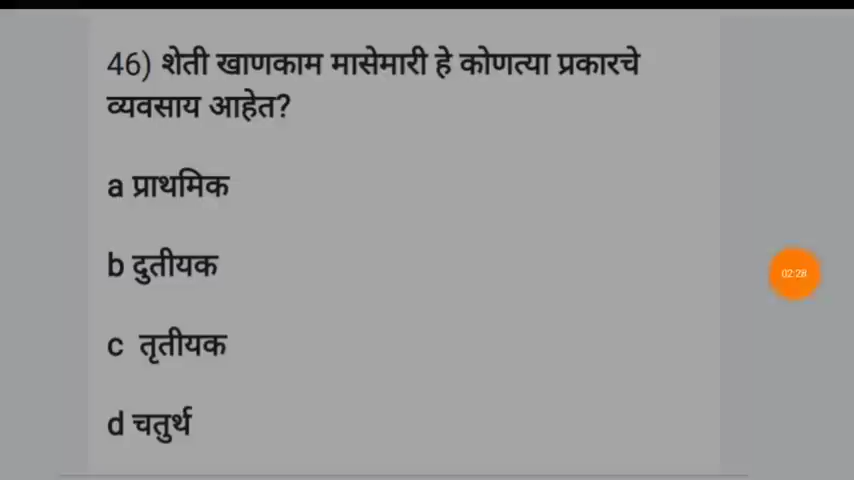 46) शेती खाणकाम मासेमारी हे कोणत्या प्रकारचे
व्यवसाय आहेत?
a प्राथमिक
b दुतीयक
c तृतीयक
d चतुर्थ
02:28